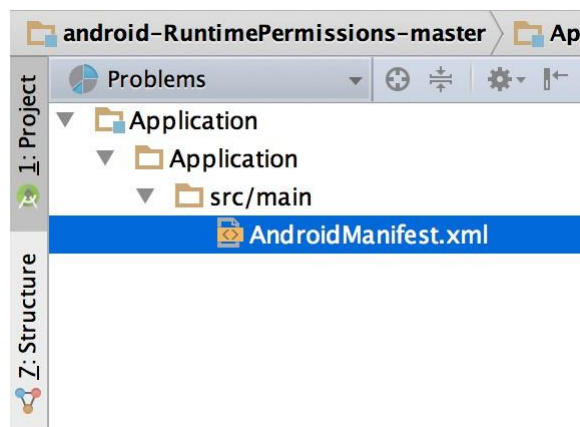 android-RuntimePermissions-master
Ap
1: Project
Problems
Application
Application
src/main
AndroidManifest.xml
7: Structure